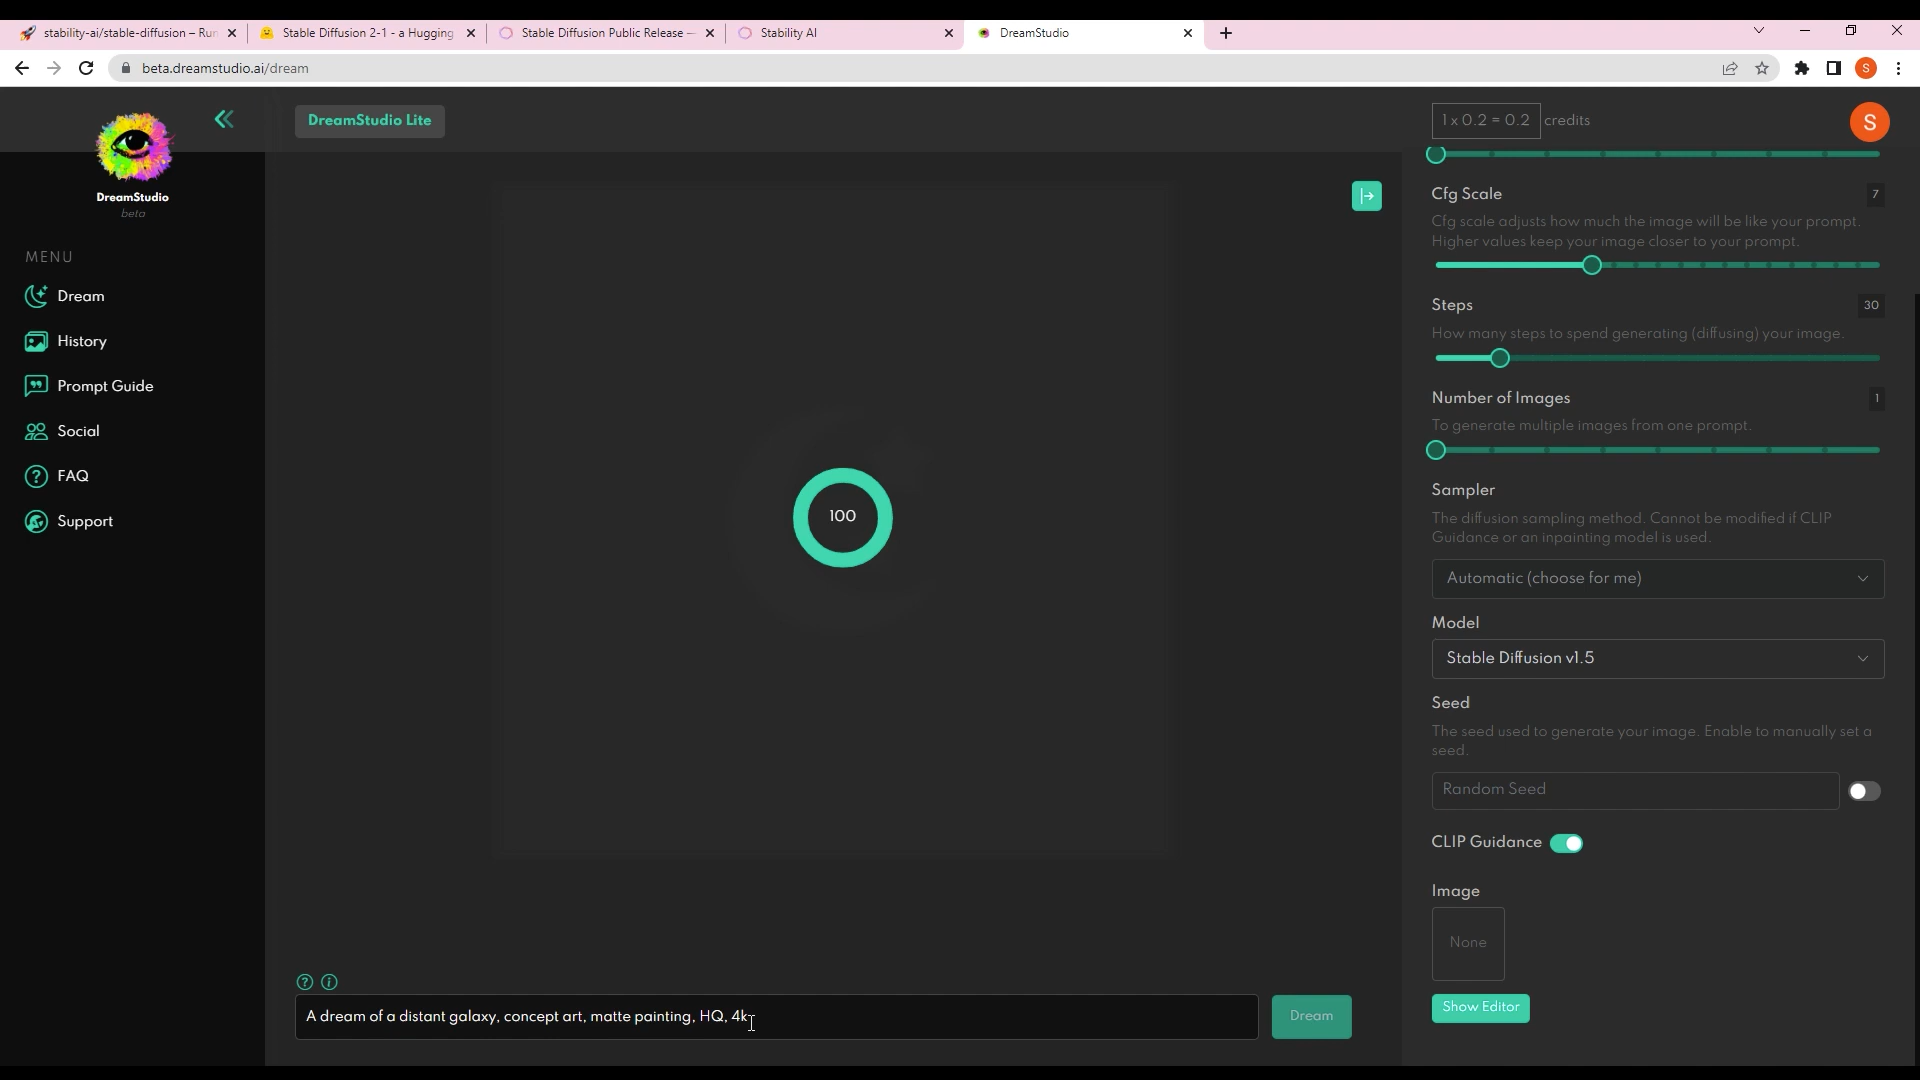 stability-ai/stable-diffusion – Run
Stable Diffusion 2-1 - a Hugging
Stable Diffusion Public Release —
Stability AI
DreamStudio
beta.dreamstudio.ai/dream
S
DreamStudio
beta
MENU
Dream
History
Prompt Guide
Social
FAQ
Support
DreamStudio Lite
100
A dream of a distant galaxy, concept art, matte painting, HQ, 4k
Dream
1 x 0.2 = 0.2 credits
S
Cfg Scale 7
Cfg scale adjusts how much the image will be like your prompt.
Higher values keep your image closer to your prompt.
Steps 30
How many steps to spend generating (diffusing) your image.
Number of Images 1
To generate multiple images from one prompt.
Sampler
The diffusion sampling method. Cannot be modified if CLIP
Guidance or an inpainting model is used.
Automatic (choose for me)
Model
Stable Diffusion v1.5
Seed
The seed used to generate your image. Enable to manually set a
seed.
Random Seed
CLIP Guidance
Image
None
Show Editor